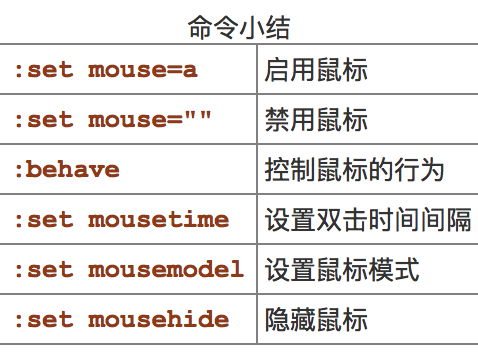 命令小结
:set mouse=a 启用鼠标
:set mouse="" 禁用鼠标
:behave 控制鼠标的行为
:set mousetime 设置双击时间间隔
:set mousemodel 设置鼠标模式
:set mousehide 隐藏鼠标